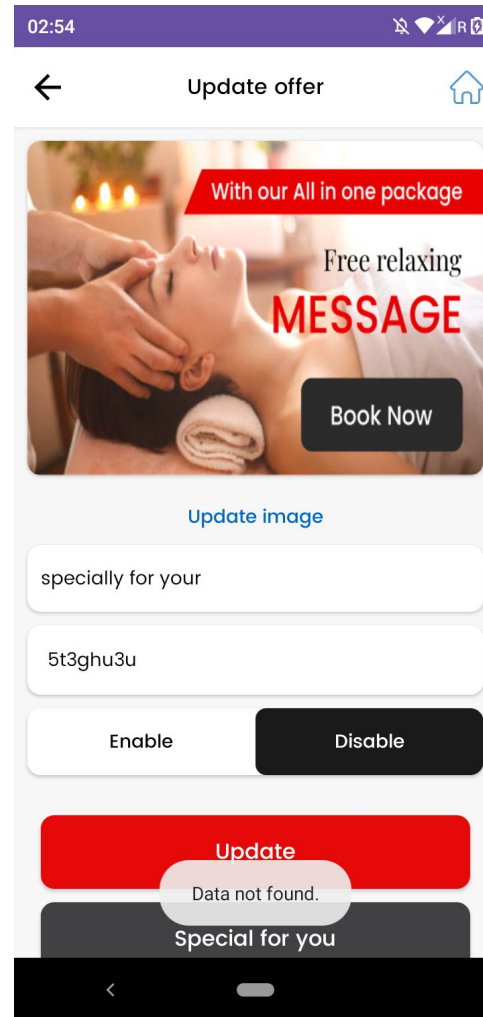 02:54
R
Update offer
With our All in one package
Free relaxing
MESSAGE
Book Now
Update image
specially for your
5t3ghu3u
Enable
Disable
Update
Data not found.
Special for you